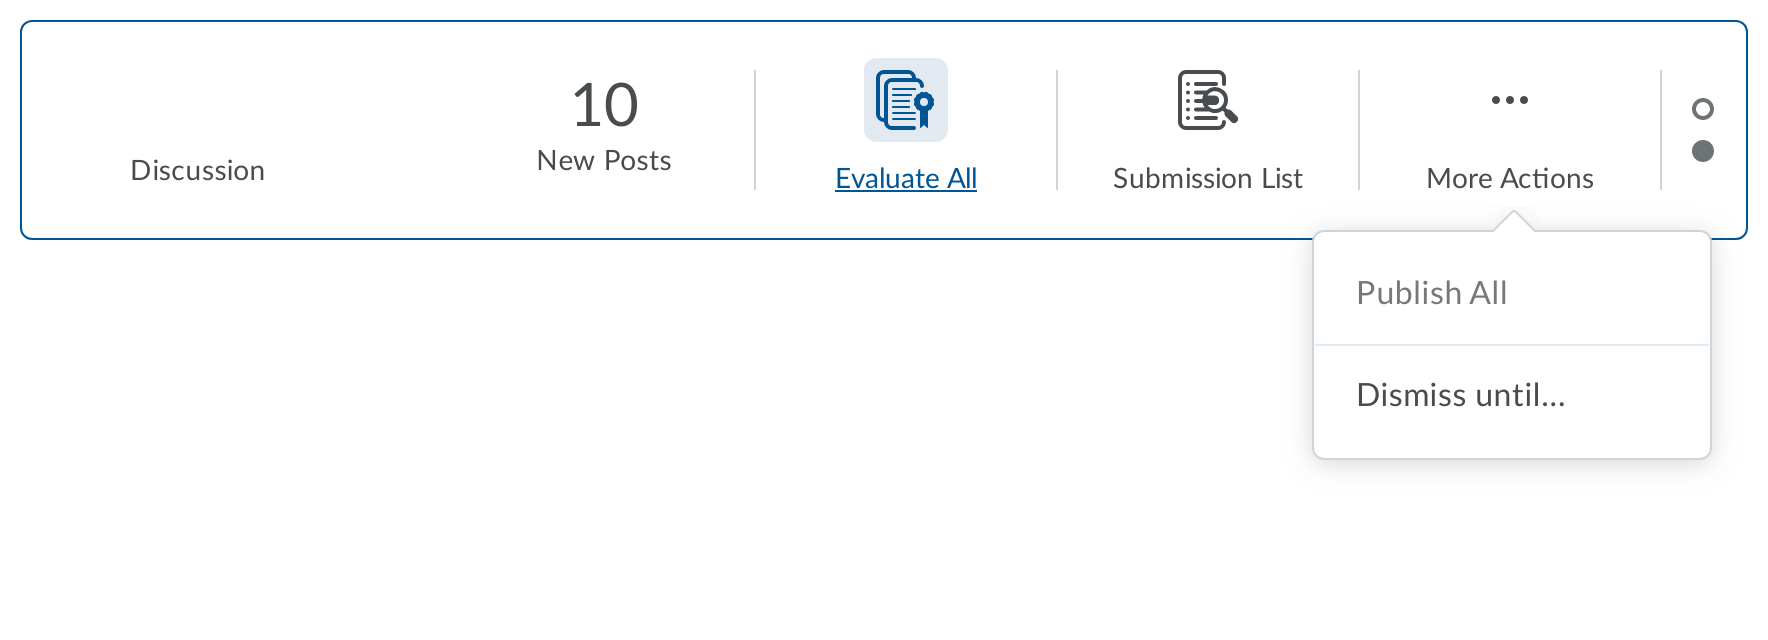 Discussion
10
New Posts
Evaluate All
Submission List
More Actions
Publish All
Dismiss until...